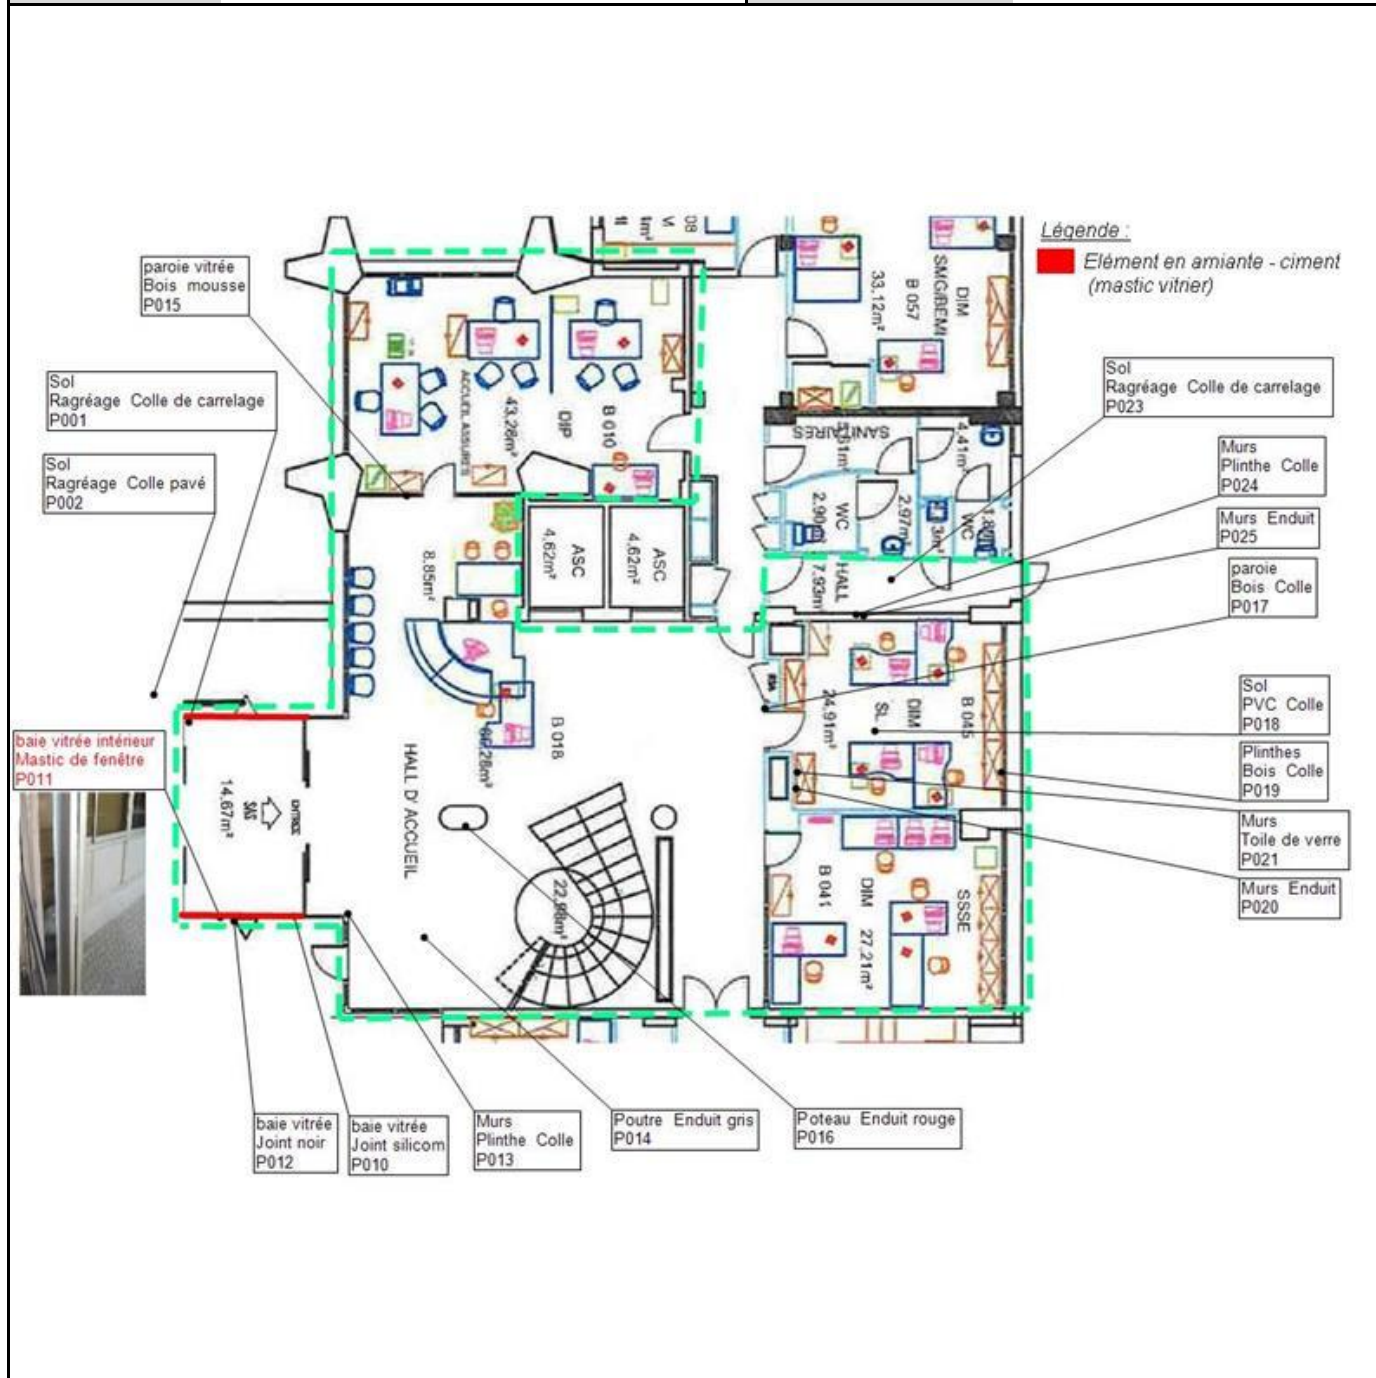 Légende :
Elément en amiante - ciment
(mastic vitrier)
paroie vitrée
Bois mousse
P015
Sol
Ragréage Colle de carrelage
P001
Sol
Ragréage Colle pavé
P002
baie vitrée intérieur
Mastic de fenêtre
P011
baie vitrée
Joint noir
P012
baie vitrée
Joint silicom
P010
Murs
Plinthe Colle
P013
Poutre Enduit gris
P014
Poteau Enduit rouge
P016
Sol
Ragréage Colle de carrelage
P023
Murs
Plinthe Colle
P024
Murs Enduit
P025
paroie
Bois Colle
P017
Sol
PVC Colle
P018
Plinthes
Bois Colle
P019
Murs
Toile de verre
P021
Murs Enduit
P020
B 010
DIP
43.28m²
ACCUEIL ASSURES
DIM
SMG/BEMI
B 057
33.12m²
SANITAIRES
4.41m²
WC
2.90m²
2.97m²
WC
HALL
7.93m²
ASC
4.62m²
ASC
4.62m²
8.85m²
B 018
HALL D' ACCUEIL
22.98m²
ENTREE
SAS
14.67m²
B 045
DIM
SL
24.91m²
SSSE
DIM
27.21m²
B 041